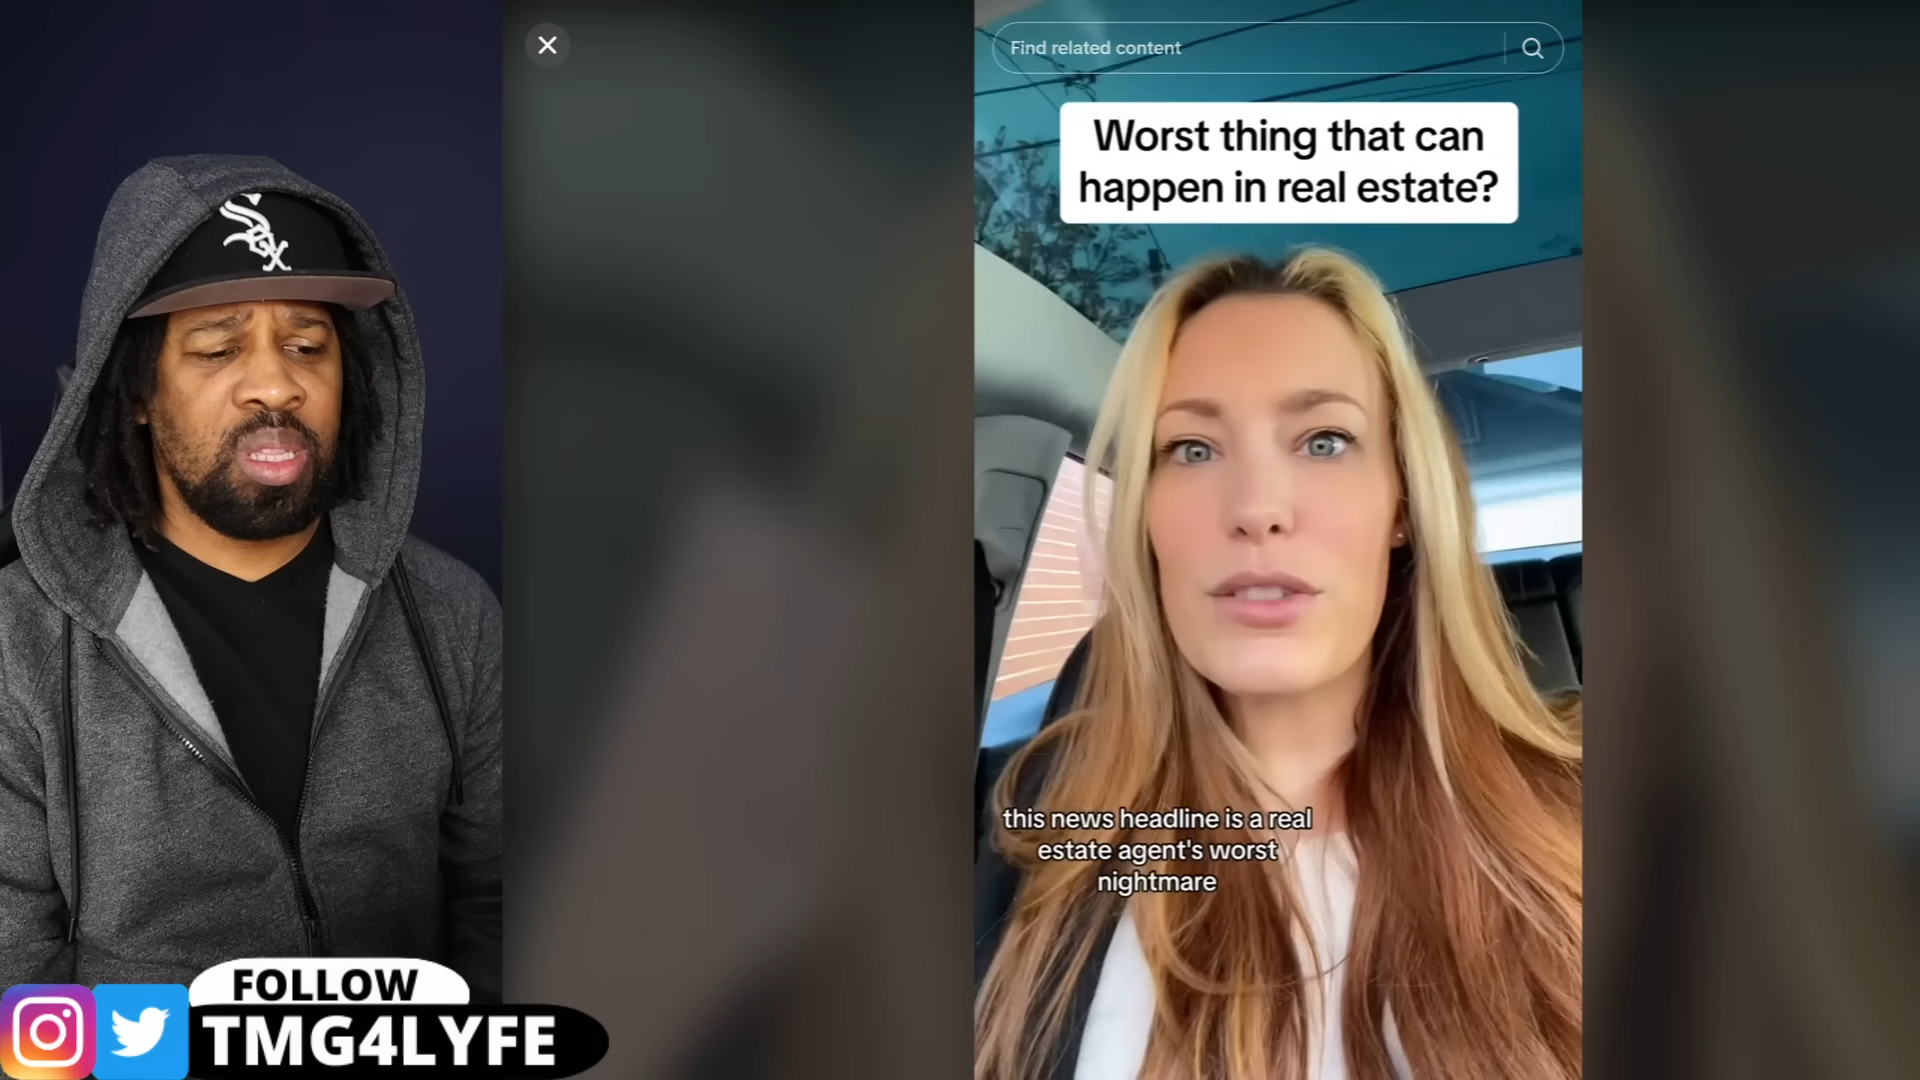 Sox
Find related content
Worst thing that can
happen in real estate?
this news headline is a real
estate agent's worst
nightmare
FOLLOW
TMG4LYFE